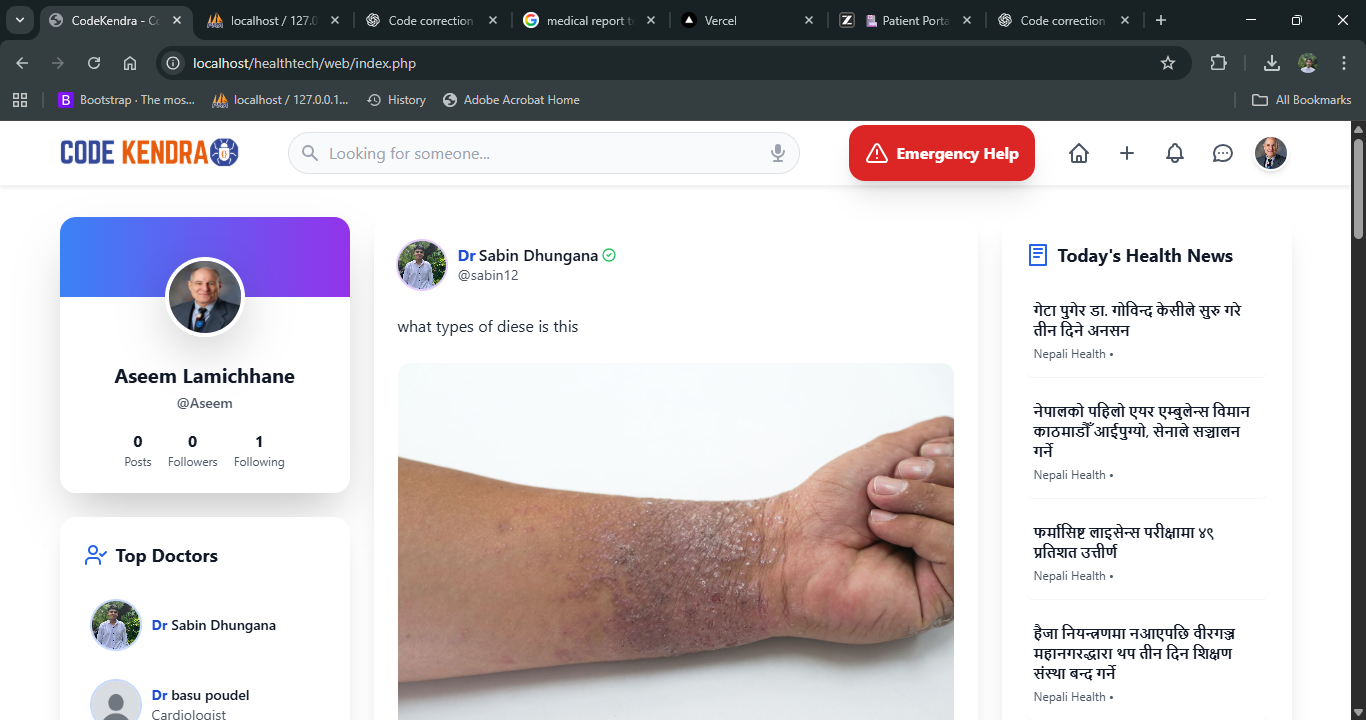 CodeKendra - Co
localhost / 127.0
Code correction
medical report t
Vercel
Patient Porta
Code correction
localhost/healthtech/web/index.php
B Bootstrap · The mos...
localhost / 127.0.0.1...
History
Adobe Acrobat Home
All Bookmarks
CODE KENDRA
Looking for someone...
Emergency Help
Aseem Lamichhane
@Aseem
0 0 1
Posts Followers Following
Top Doctors
Dr Sabin Dhungana
Dr basu poudel
Cardiologist
Dr Sabin Dhungana
@sabin12
what types of diese is this
Today's Health News
गेटा पुगेर डा. गोविन्द केसीले सुरु गरे
तीन दिने अनसन
Nepali Health •
नेपालको पहिलो एयर एम्बुलेन्स विमान
काठमाडौँ आईपुग्यो, सेनाले सञ्चालन
गर्ने
Nepali Health •
फर्मासिष्ट लाइसेन्स परीक्षामा ४९
प्रतिशत उत्तीर्ण
Nepali Health •
हैजा नियन्त्रणमा नआएपछि वीरगञ्ज
महानगरद्धारा थप तीन दिन शिक्षण
संस्था बन्द गर्ने
Nepali Health •